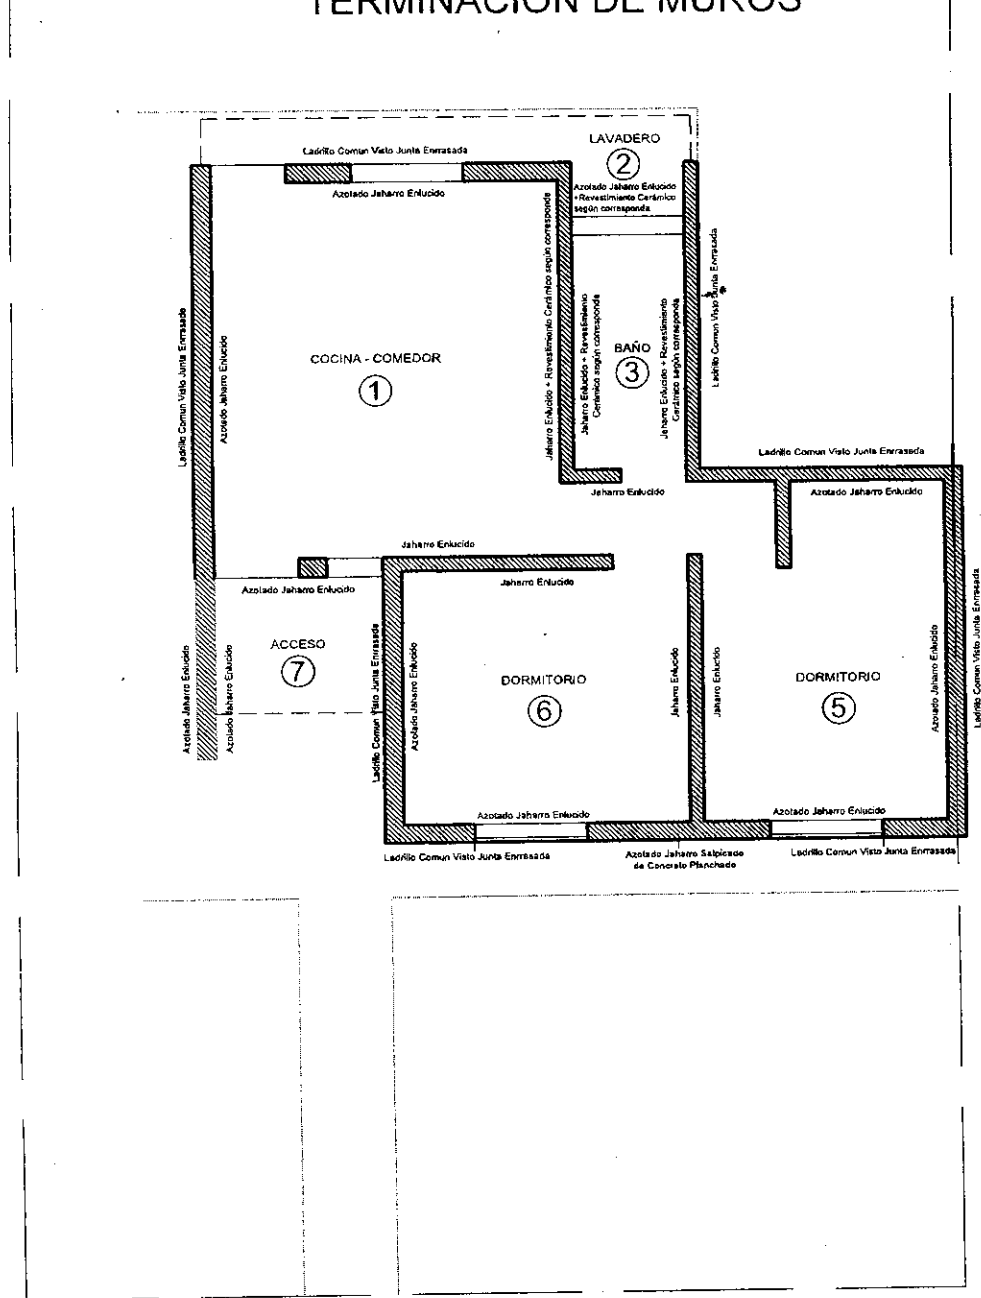 TERMINACION DE MUROS
LAVADERO
2
Ladrillo Comun Visto Junta Enrrasada
Azotado Jaharro Enlucido
Azotado Jaharro Enlucido
+Revestimiento Cerámico
según corresponda
Jaharro Enlucido + Revestimiento Cerámico según corresponde
Ladrillo Comun Visto Junta Enrrasada
Ladrillo Comun Visto Junta Enrrasada
Azotado Jaharro Enlucido
COCINA - COMEDOR
1
Jaharro Enlucido + Revestimiento
Cerámico según corresponde
BAÑO
3
Jaharro Enlucido + Revestimiento
Cerámico según corresponde
Ladrillo Comun Visto Junta Enrrasada
Jaharro Enlucido
Azotado Jaharro Enlucido
Jaharro Enlucido
Azotado Jaharro Enlucido
Jaharro Enlucido
ACCESO
7
Azotado Jaharro Enlucido
Azotado Jaharro Enlucido
Ladrillo Comun Visto Junta Enrrasada
Azotado Jaharro Enlucido
DORMITORIO
6
Jaharro Enlucido
Jaharro Enlucido
DORMITORIO
5
Azotado Jaharro Enlucido
Ladrillo Comun Visto Junta Enrrasada
Azotado Jaharro Enlucido
Azotado Jaharro Enlucido
Ladrillo Comun Visto Junta Enrrasada
Azotado Jaharro Salpicado
de Concreto Planchado
Ladrillo Comun Visto Junta Enrrasada